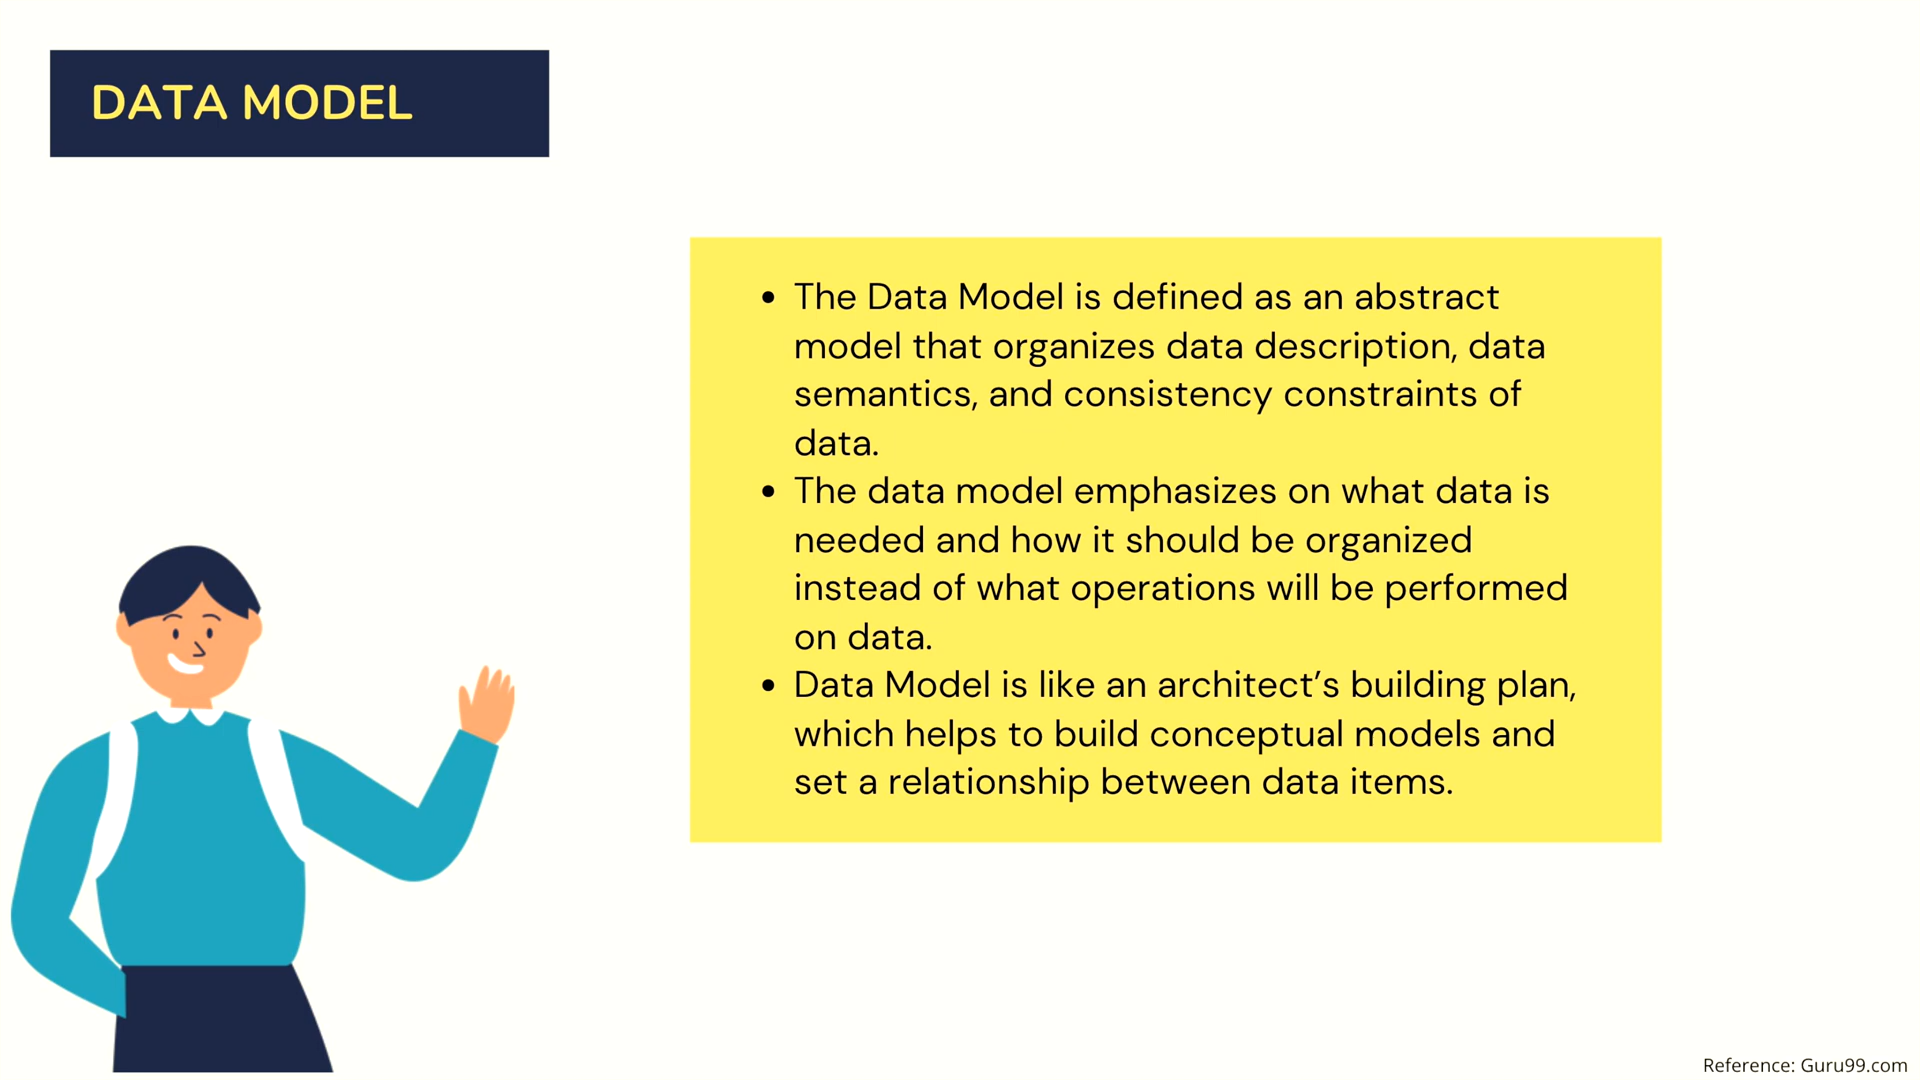 DATA MODEL
• The Data Model is defined as an abstract
model that organizes data description, data
semantics, and consistency constraints of
data.
• The data model emphasizes on what data is
needed and how it should be organized
instead of what operations will be performed
on data.
• Data Model is like an architect’s building plan,
which helps to build conceptual models and
set a relationship between data items.
Reference: Guru99.com